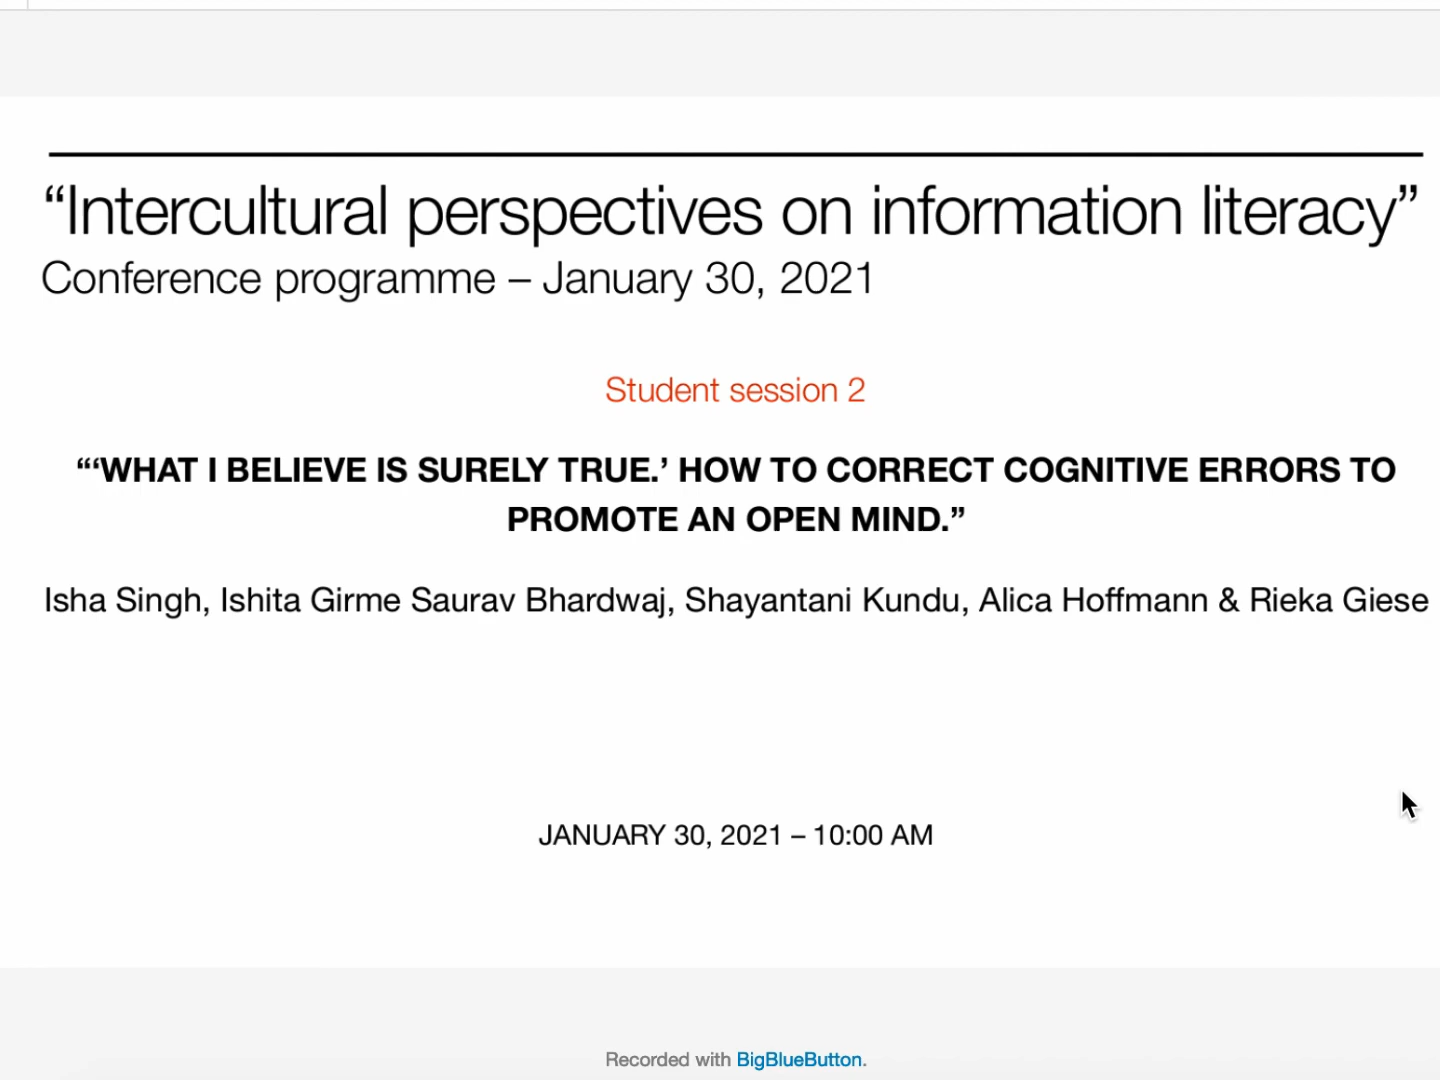 “Intercultural perspectives on information literacy”
Conference programme – January 30, 2021
Student session 2
“‘WHAT I BELIEVE IS SURELY TRUE.’ HOW TO CORRECT COGNITIVE ERRORS TO
PROMOTE AN OPEN MIND.”
Isha Singh, Ishita Girme Saurav Bhardwaj, Shayantani Kundu, Alica Hoffmann & Rieka Giese
JANUARY 30, 2021 – 10:00 AM
Recorded with BigBlueButton.